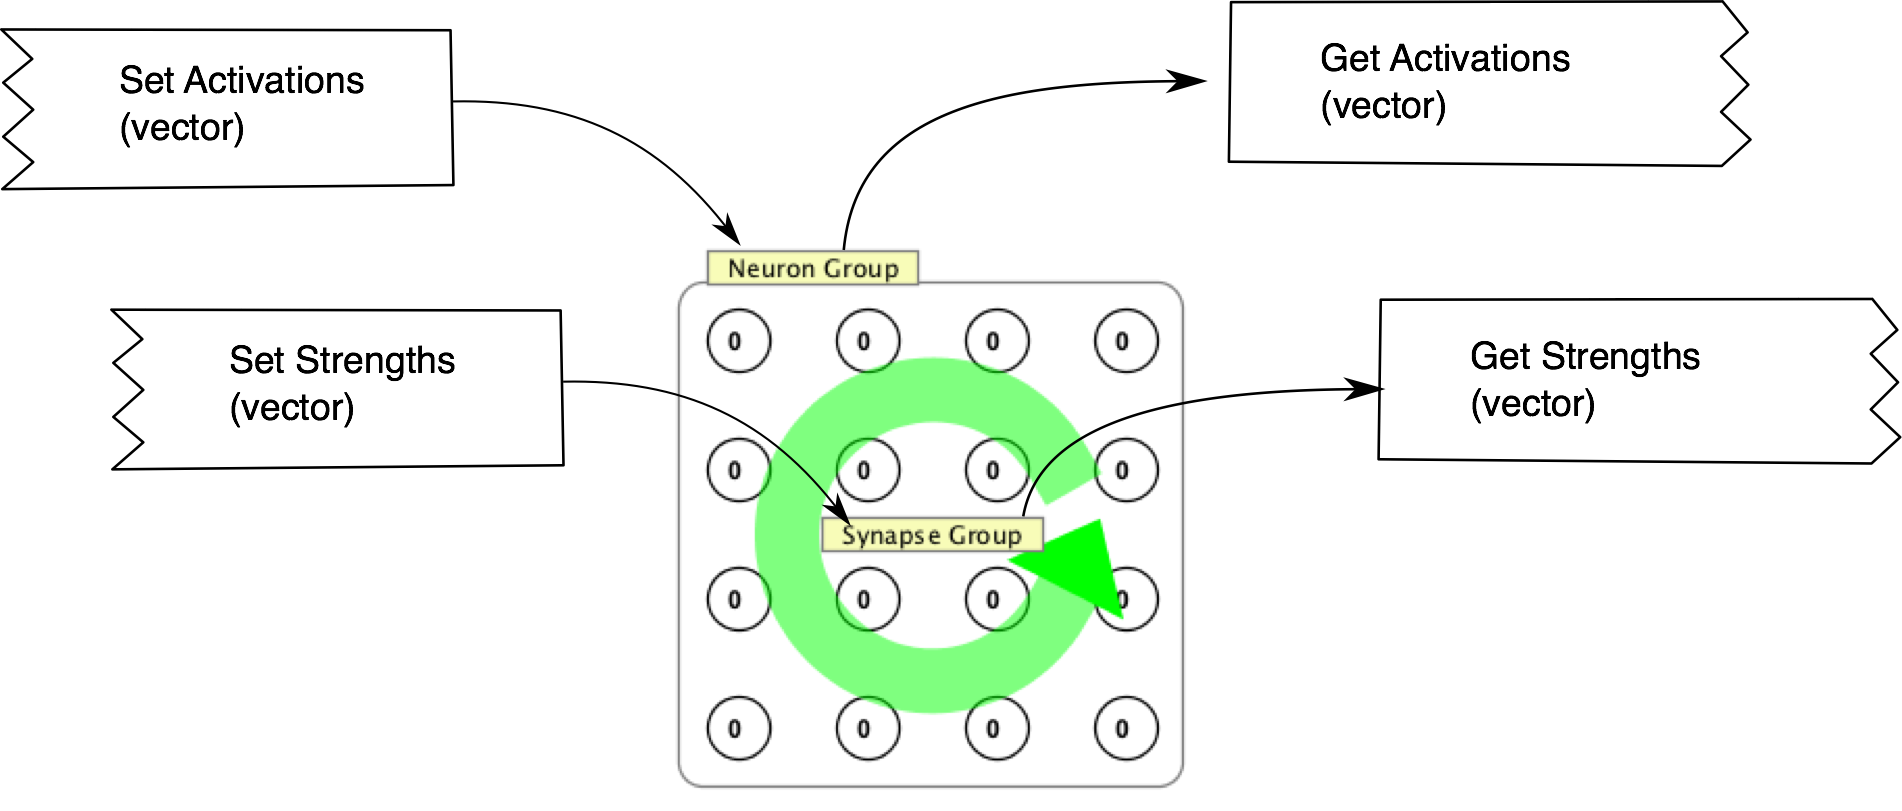 Set Activations
(vector)
Get Activations
(vector)
Neuron Group
Set Strengths
(vector)
Get Strengths
(vector)
0 0 0 0
0 0 0 0
Synapse Group
0 0 0 0
0 0 0 0